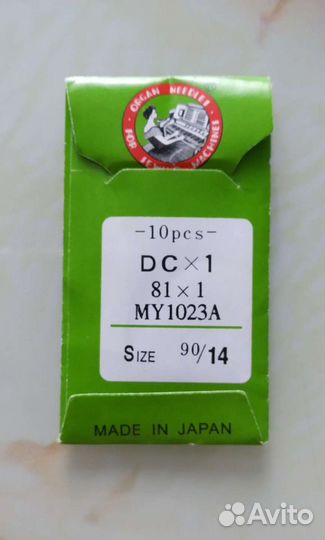 ORGAN NEEDLES
FOR SEWING MACHINES
-10pcs-
DC×1
81×1
MY1023A
SIZE 90/14
MADE IN JAPAN
Avito